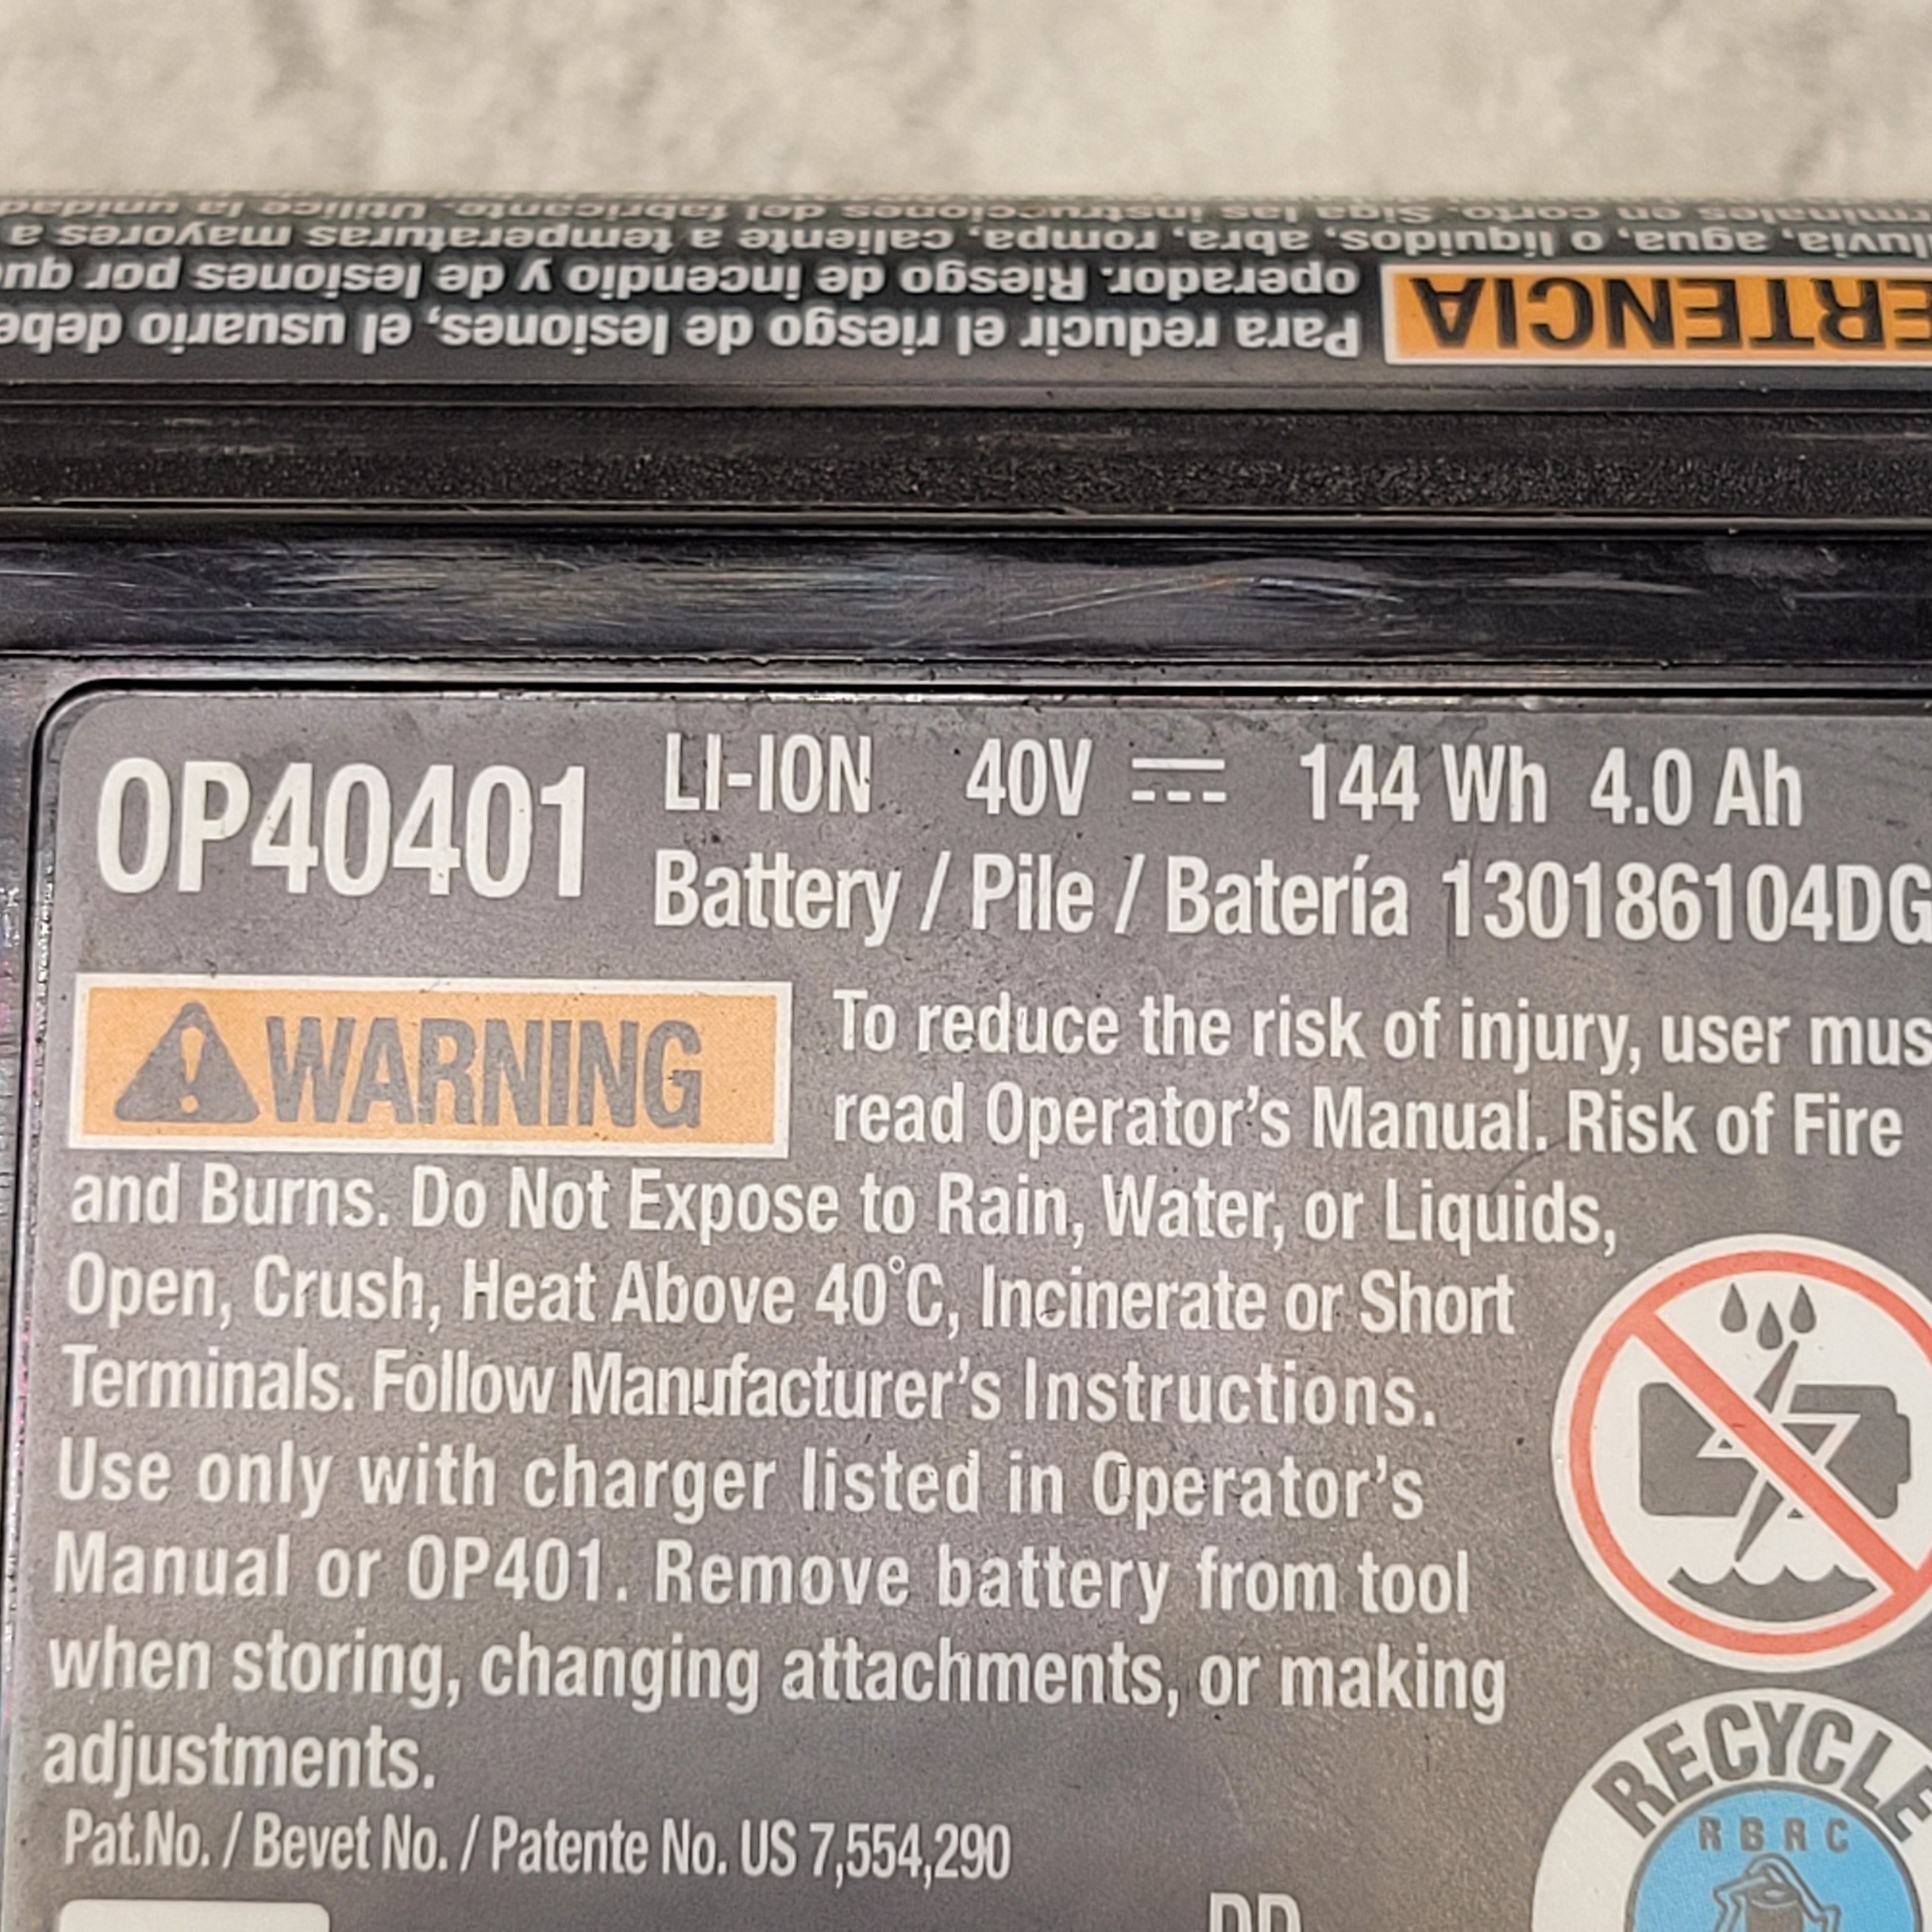 Para reducir el riesgo de lesiones, el usuario debe
operador. Riesgo de incendio y de lesiones por
agua, o líquidos, abra, rompa, caliente a temperaturas mayores a
en corto. Siga las instrucciones del fabricante. Utilice la
ERTENCIA
OP40401
LI-ION 40V 144 Wh 4.0 Ah
Battery / Pile / Batería 130186104DG
WARNING
To reduce the risk of injury, user mus
read Operator's Manual. Risk of Fire
and Burns. Do Not Expose to Rain, Water, or Liquids,
Open, Crush, Heat Above 40°C, Incinerate or Short
Terminals. Follow Manufacturer's Instructions.
Use only with charger listed in Operator's
Manual or OP401. Remove battery from tool
when storing, changing attachments, or making
adjustments.
Pat.No. / Bevet No. / Patente No. US 7,554,290
RECYCLE
RBRC